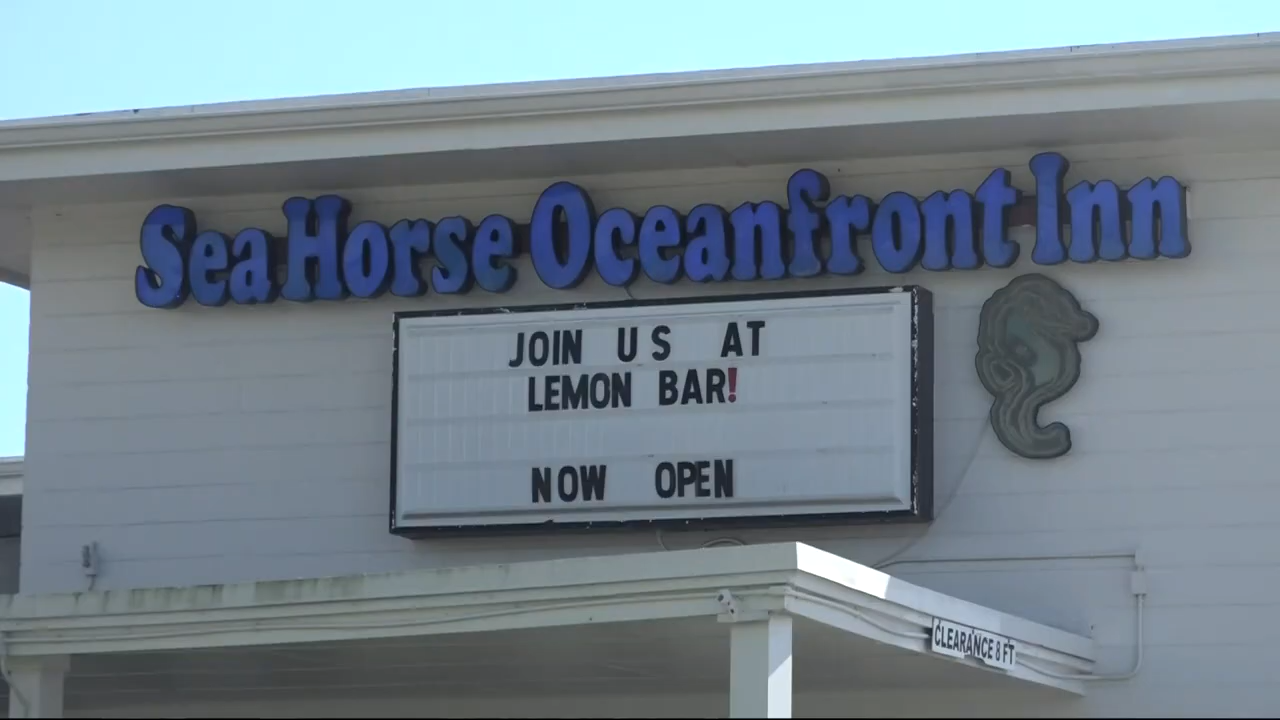 Sea Horse Oceanfront Inn
JOIN US AT
LEMON BAR!
NOW OPEN
CLEARANCE 8 FT